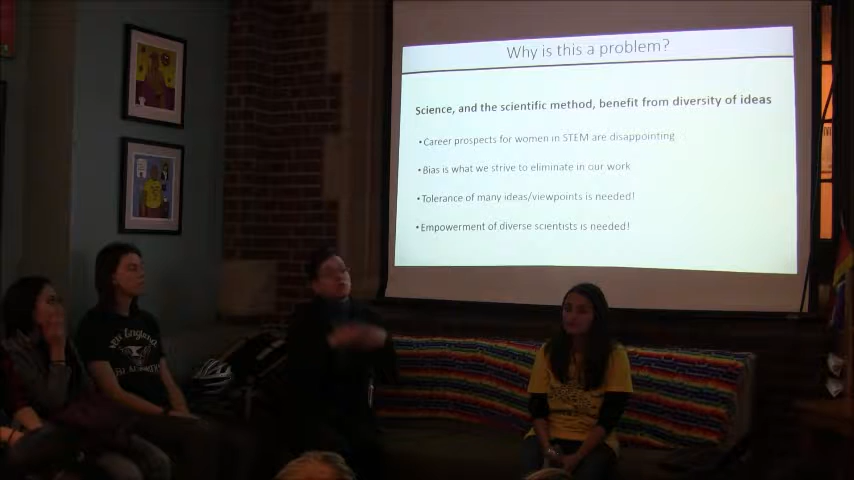 Why is this a problem?
Science, and the scientific method, benefit from diversity of ideas
•Career prospects for women in STEM are disappointing
•Bias is what we strive to eliminate in our work
•Tolerance of many ideas/viewpoints is needed!
•Empowerment of diverse scientists is needed!
New England